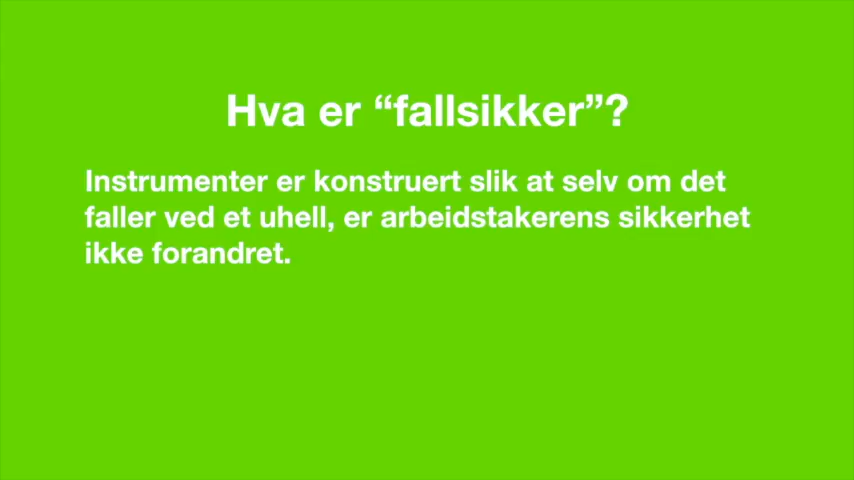 Hva er “fallsikker”?
Instrumenter er konstruert slik at selv om det
faller ved et uhell, er arbeidstakerens sikkerhet
ikke forandret.